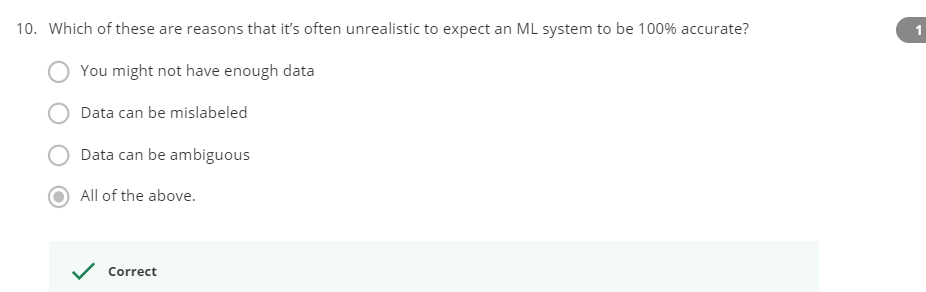 10. Which of these are reasons that it’s often unrealistic to expect an ML system to be 100% accurate?
1
You might not have enough data
Data can be mislabeled
Data can be ambiguous
All of the above.
Correct